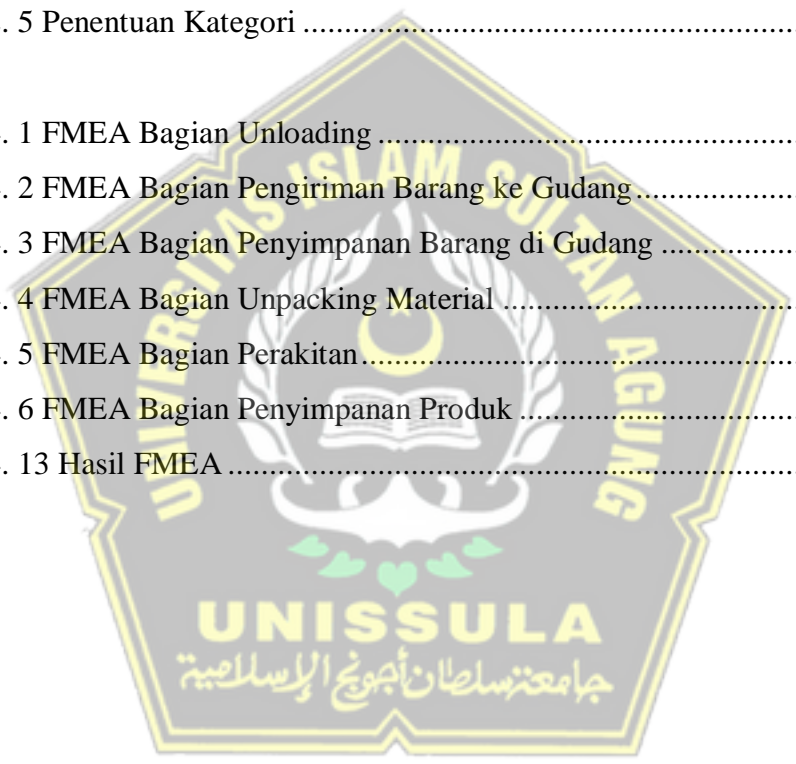 . 5 Penentuan Kategori ........................................................
. 1 FMEA Bagian Unloading ................................................
. 2 FMEA Bagian Pengiriman Barang ke Gudang ...................
. 3 FMEA Bagian Penyimpanan Barang di Gudang ................
. 4 FMEA Bagian Unpacking Material ..................................
. 5 FMEA Bagian Perakitan ..................................................
. 6 FMEA Bagian Penyimpanan Produk ................................
. 13 Hasil FMEA ..................................................................
UNIVERSITAS ISLAM SULTAN AGUNG
UNISSULA
جامعتسلطان أجونج الإسلامية